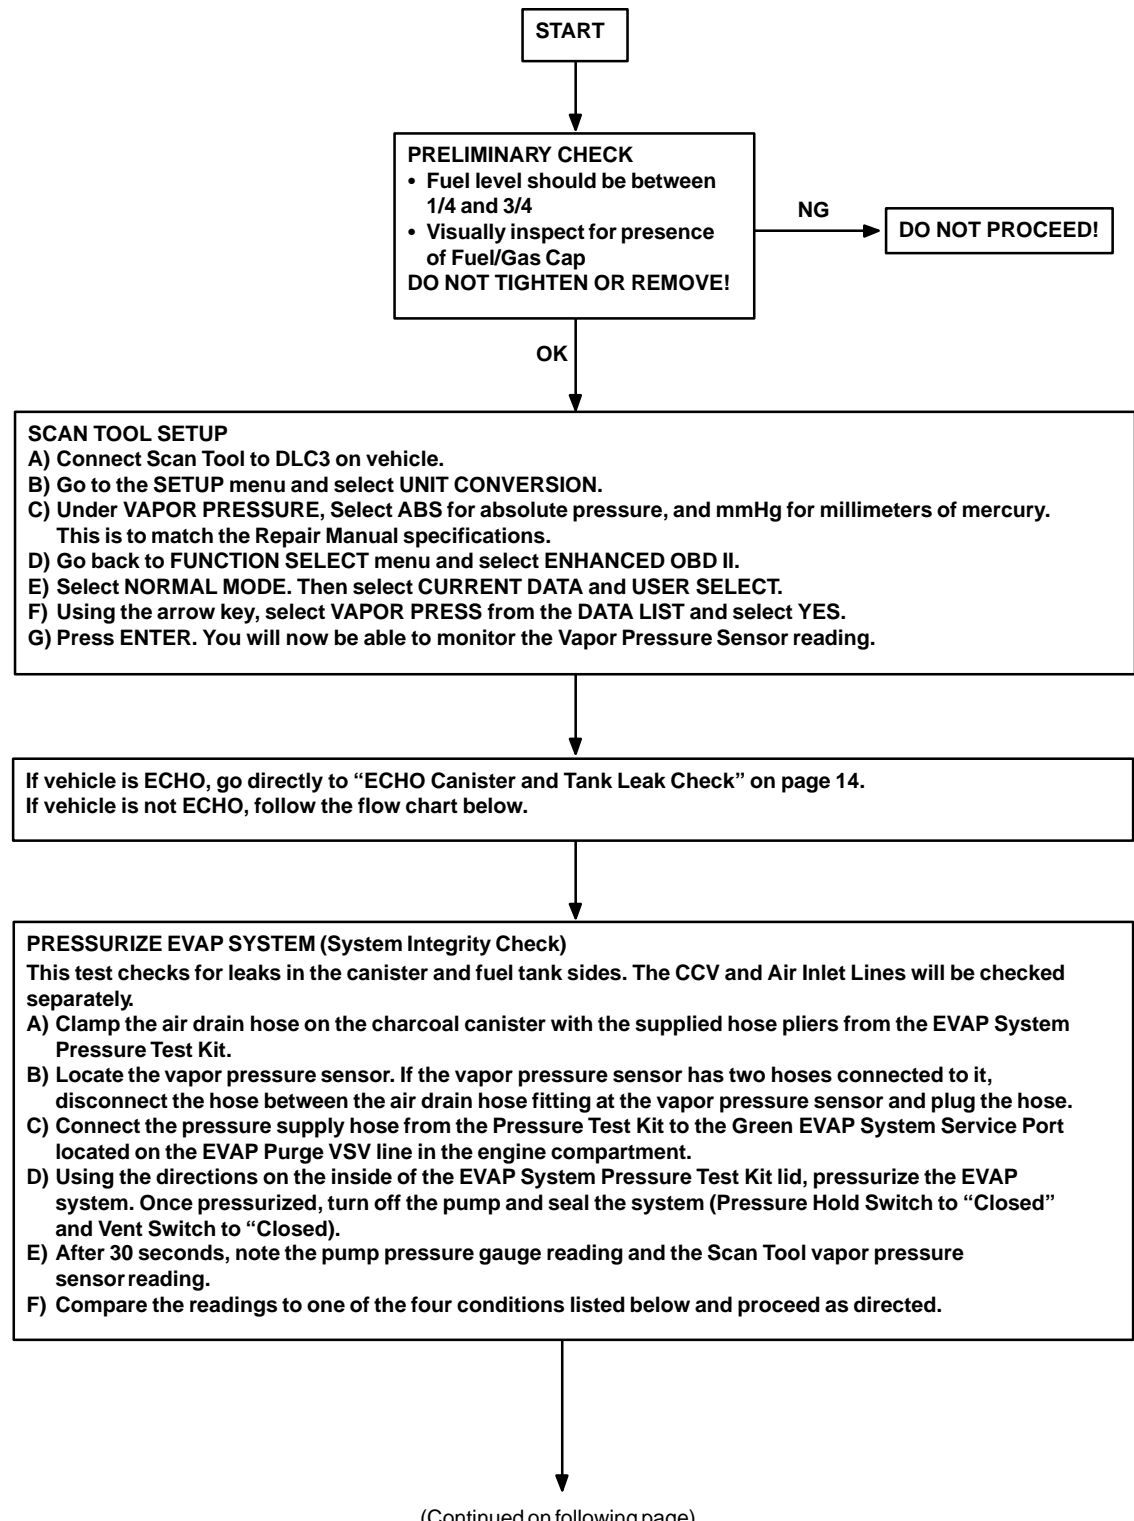 START
PRELIMINARY CHECK
• Fuel level should be between
1/4 and 3/4
• Visually inspect for presence
of Fuel/Gas Cap
DO NOT TIGHTEN OR REMOVE!
NG
DO NOT PROCEED!
OK
SCAN TOOL SETUP
A) Connect Scan Tool to DLC3 on vehicle.
B) Go to the SETUP menu and select UNIT CONVERSION.
C) Under VAPOR PRESSURE, Select ABS for absolute pressure, and mmHg for millimeters of mercury.
This is to match the Repair Manual specifications.
D) Go back to FUNCTION SELECT menu and select ENHANCED OBD II.
E) Select NORMAL MODE. Then select CURRENT DATA and USER SELECT.
F) Using the arrow key, select VAPOR PRESS from the DATA LIST and select YES.
G) Press ENTER. You will now be able to monitor the Vapor Pressure Sensor reading.
If vehicle is ECHO, go directly to “ECHO Canister and Tank Leak Check” on page 14.
If vehicle is not ECHO, follow the flow chart below.
PRESSURIZE EVAP SYSTEM (System Integrity Check)
This test checks for leaks in the canister and fuel tank sides. The CCV and Air Inlet Lines will be checked
separately.
A) Clamp the air drain hose on the charcoal canister with the supplied hose pliers from the EVAP System
Pressure Test Kit.
B) Locate the vapor pressure sensor. If the vapor pressure sensor has two hoses connected to it,
disconnect the hose between the air drain hose fitting at the vapor pressure sensor and plug the hose.
C) Connect the pressure supply hose from the Pressure Test Kit to the Green EVAP System Service Port
located on the EVAP Purge VSV line in the engine compartment.
D) Using the directions on the inside of the EVAP System Pressure Test Kit lid, pressurize the EVAP
system. Once pressurized, turn off the pump and seal the system (Pressure Hold Switch to “Closed”
and Vent Switch to “Closed).
E) After 30 seconds, note the pump pressure gauge reading and the Scan Tool vapor pressure
sensor reading.
F) Compare the readings to one of the four conditions listed below and proceed as directed.
(Continued on following page)